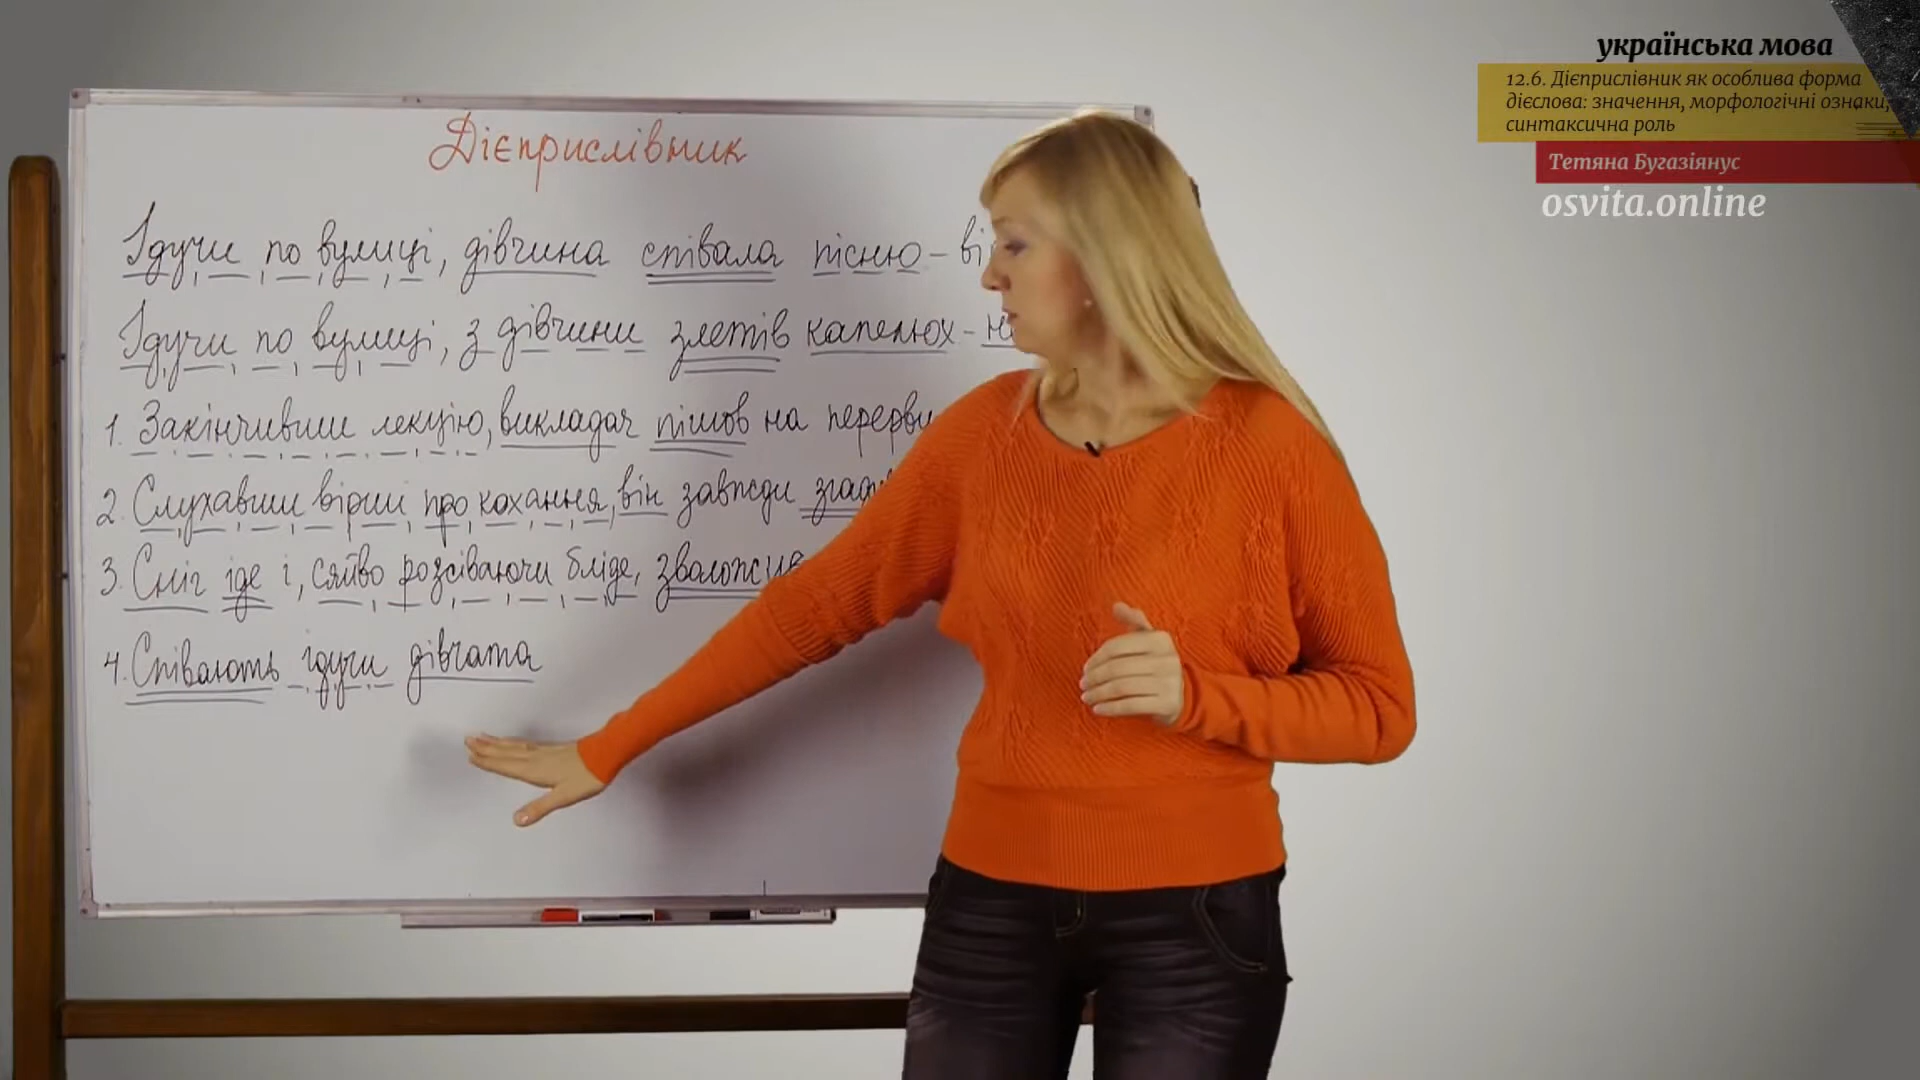 українська мова
12.6. Дієприслівник як особлива форма
дієслова: значення, морфологічні ознаки,
синтаксична роль
Тетяна Бугазіянус
osvita.online
Дієприслівник
Ідучи по вулиці, дівчина співала пісню –
Ідучи по вулиці, з дівчини злетів капелюх –
1. Закінчивши лекцію, викладач пішов на
2. Слухавши вірші про кохання, він завжди
3. Сніг іде і, сяйво розсіваючи бліде,
4. Співають ідучи дівчата